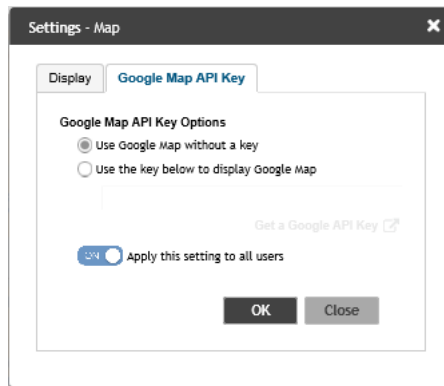 Settings - Map
Display
Google Map API Key
Google Map API Key Options
Use Google Map without a key
Use the key below to display Google Map
Get a Google API Key
ON
Apply this setting to all users
OK
Close